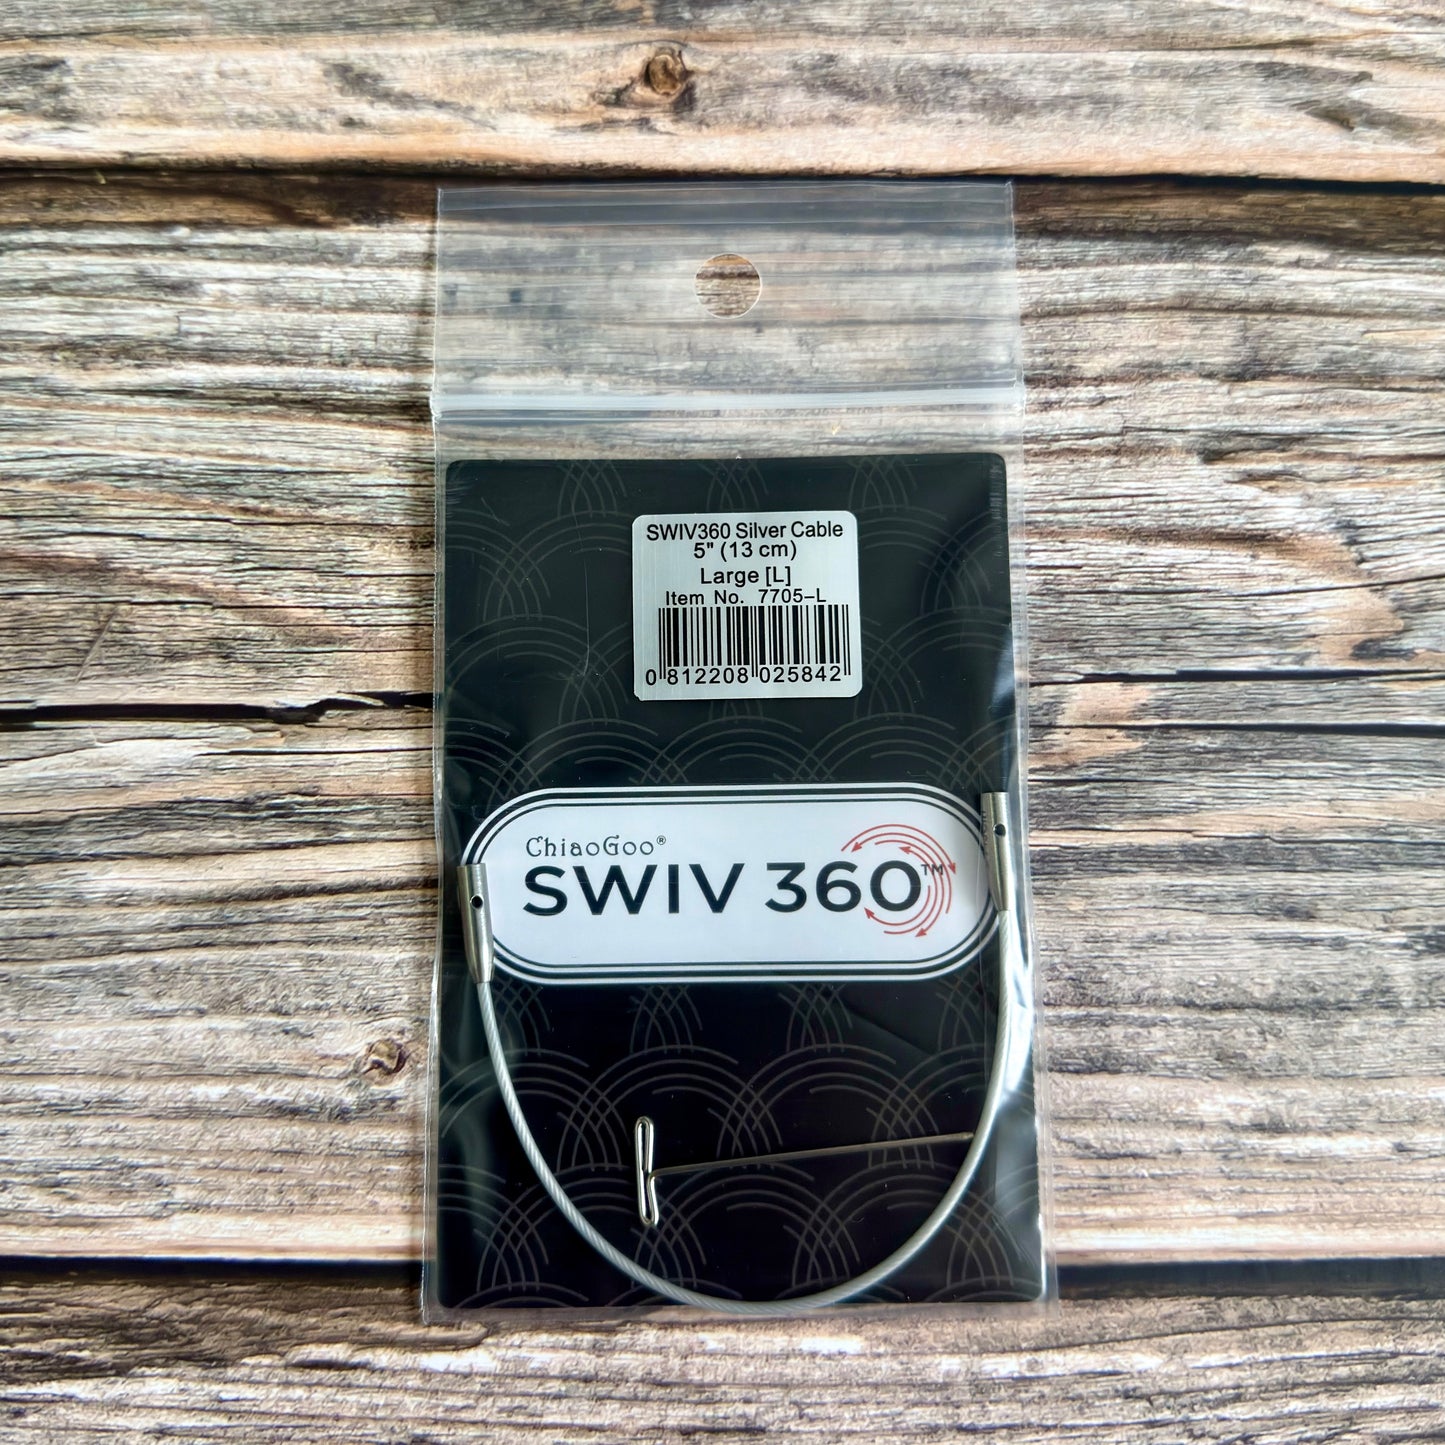 SWIV360 Silver Cable
5" (13 cm)
Large [L]
Item No. 7705-L
0 812208 025842
ChiaoGoo®
SWIV 360™